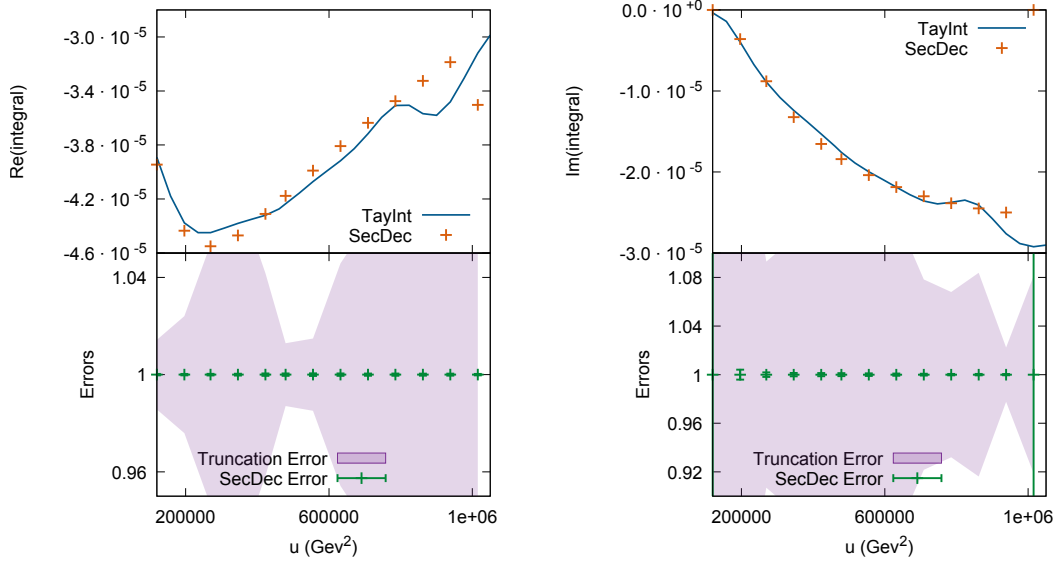 -3.0 · 10 -5
-3.4 · 10 -5
-3.8 · 10 -5
-4.2 · 10 -5
-4.6 · 10 -5
Re(integral)
TayInt
SecDec
1.04
1
0.96
Errors
Truncation Error
SecDec Error
200000
600000
1e+06
u (Gev2)
0.0 · 10 +0
-1.0 · 10 -5
-2.0 · 10 -5
-3.0 · 10 -5
Im(integral)
TayInt
SecDec
1.08
1.04
1
0.96
0.92
Errors
Truncation Error
SecDec Error
200000
600000
1e+06
u (Gev2)